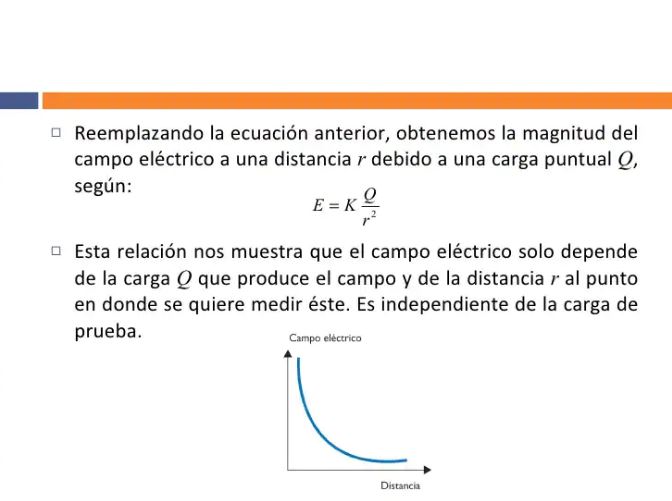 Reemplazando la ecuación anterior, obtenemos la magnitud del
campo eléctrico a una distancia r debido a una carga puntual Q,
según:
E = K Q/r²
Esta relación nos muestra que el campo eléctrico solo depende
de la carga Q que produce el campo y de la distancia r al punto
en donde se quiere medir éste. Es independiente de la carga de
prueba.
Campo eléctrico
Distancia